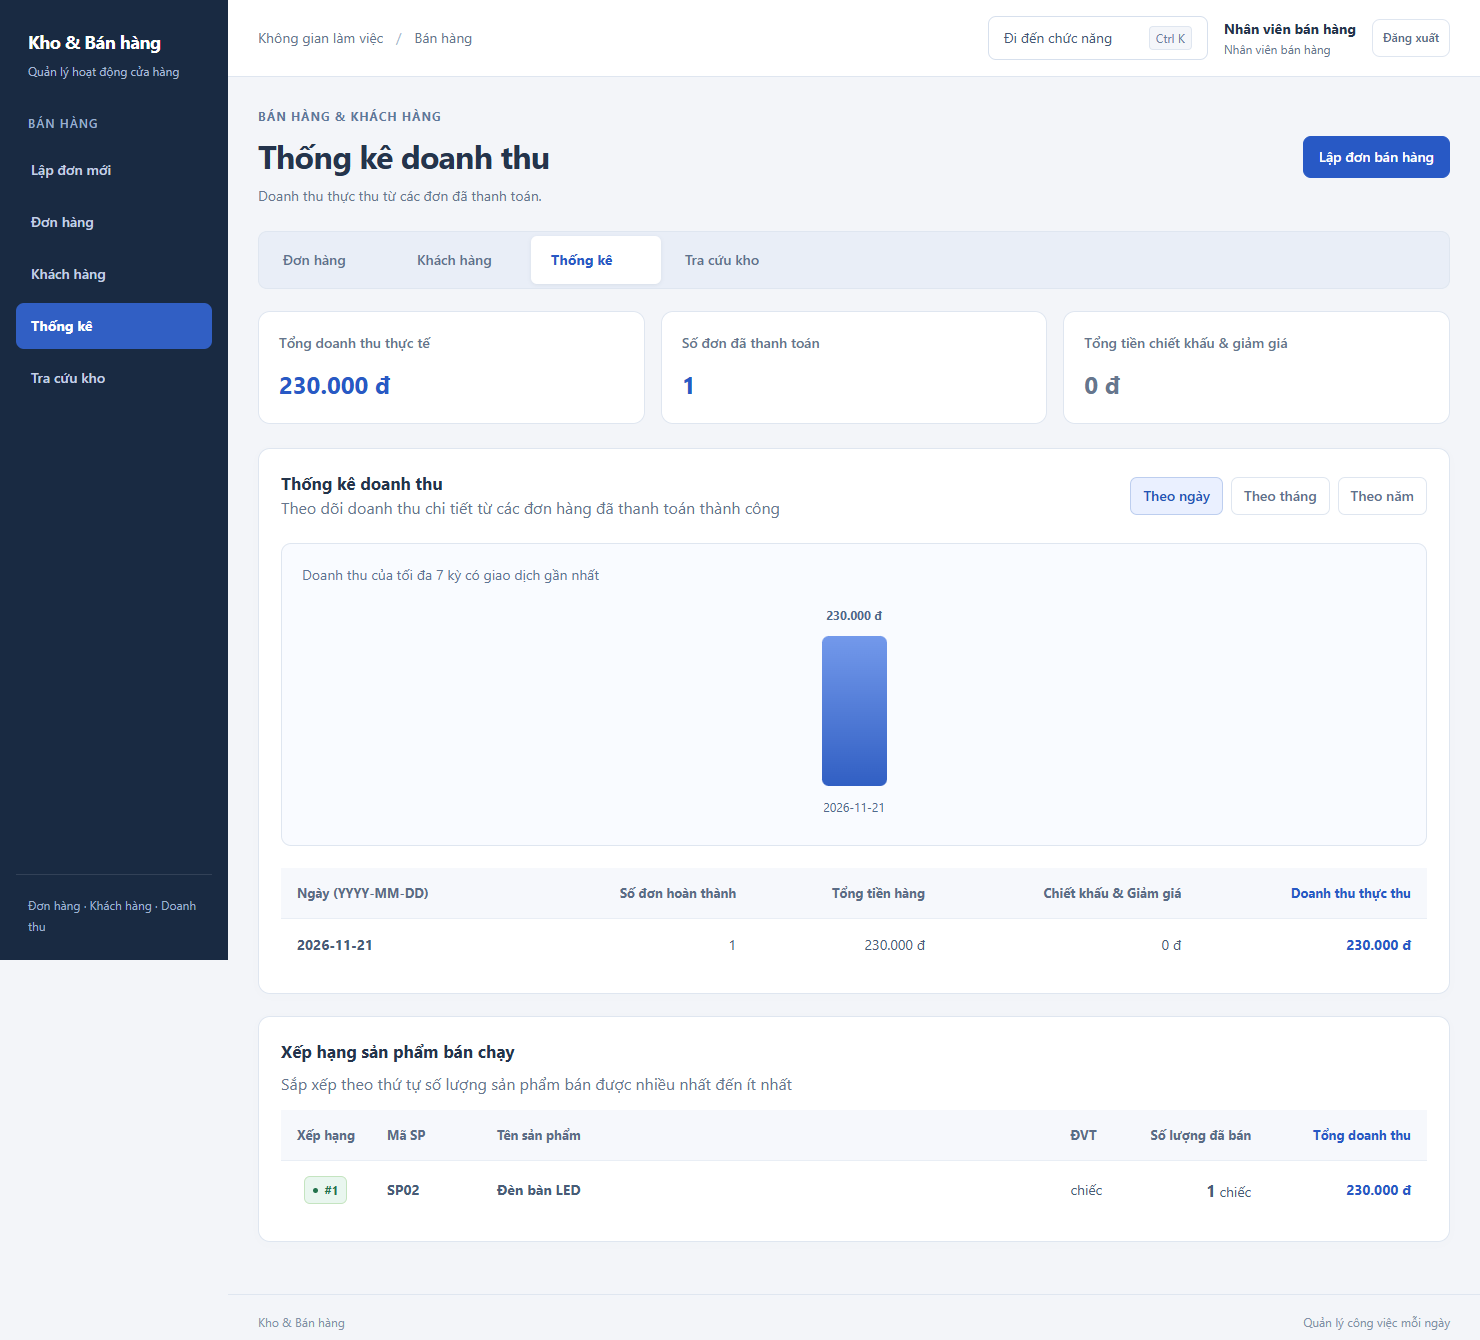 Kho & Bán hàng
Quản lý hoạt động cửa hàng
BÁN HÀNG
Lập đơn mới
Đơn hàng
Khách hàng
Thống kê
Tra cứu kho
Đơn hàng · Khách hàng · Doanh
thu
Không gian làm việc / Bán hàng
Đi đến chức năng Ctrl K
Nhân viên bán hàng
Nhân viên bán hàng
Đăng xuất
BÁN HÀNG & KHÁCH HÀNG
Thống kê doanh thu
Doanh thu thực thu từ các đơn đã thanh toán.
Lập đơn bán hàng
Đơn hàng Khách hàng Thống kê Tra cứu kho
Tổng doanh thu thực tế
230.000 đ
Số đơn đã thanh toán
1
Tổng tiền chiết khấu & giảm giá
0 đ
Thống kê doanh thu
Theo dõi doanh thu chi tiết từ các đơn hàng đã thanh toán thành công
Theo ngày Theo tháng Theo năm
Doanh thu của tối đa 7 kỳ có giao dịch gần nhất
230.000 đ
2026-11-21
Ngày (YYYY-MM-DD) Số đơn hoàn thành Tổng tiền hàng Chiết khấu & Giảm giá Doanh thu thực thu
2026-11-21 1 230.000 đ 0 đ 230.000 đ
Xếp hạng sản phẩm bán chạy
Sắp xếp theo thứ tự số lượng sản phẩm bán được nhiều nhất đến ít nhất
Xếp hạng Mã SP Tên sản phẩm ĐVT Số lượng đã bán Tổng doanh thu
• #1 SP02 Đèn bàn LED chiếc 1 chiếc 230.000 đ
Kho & Bán hàng
Quản lý công việc mỗi ngày